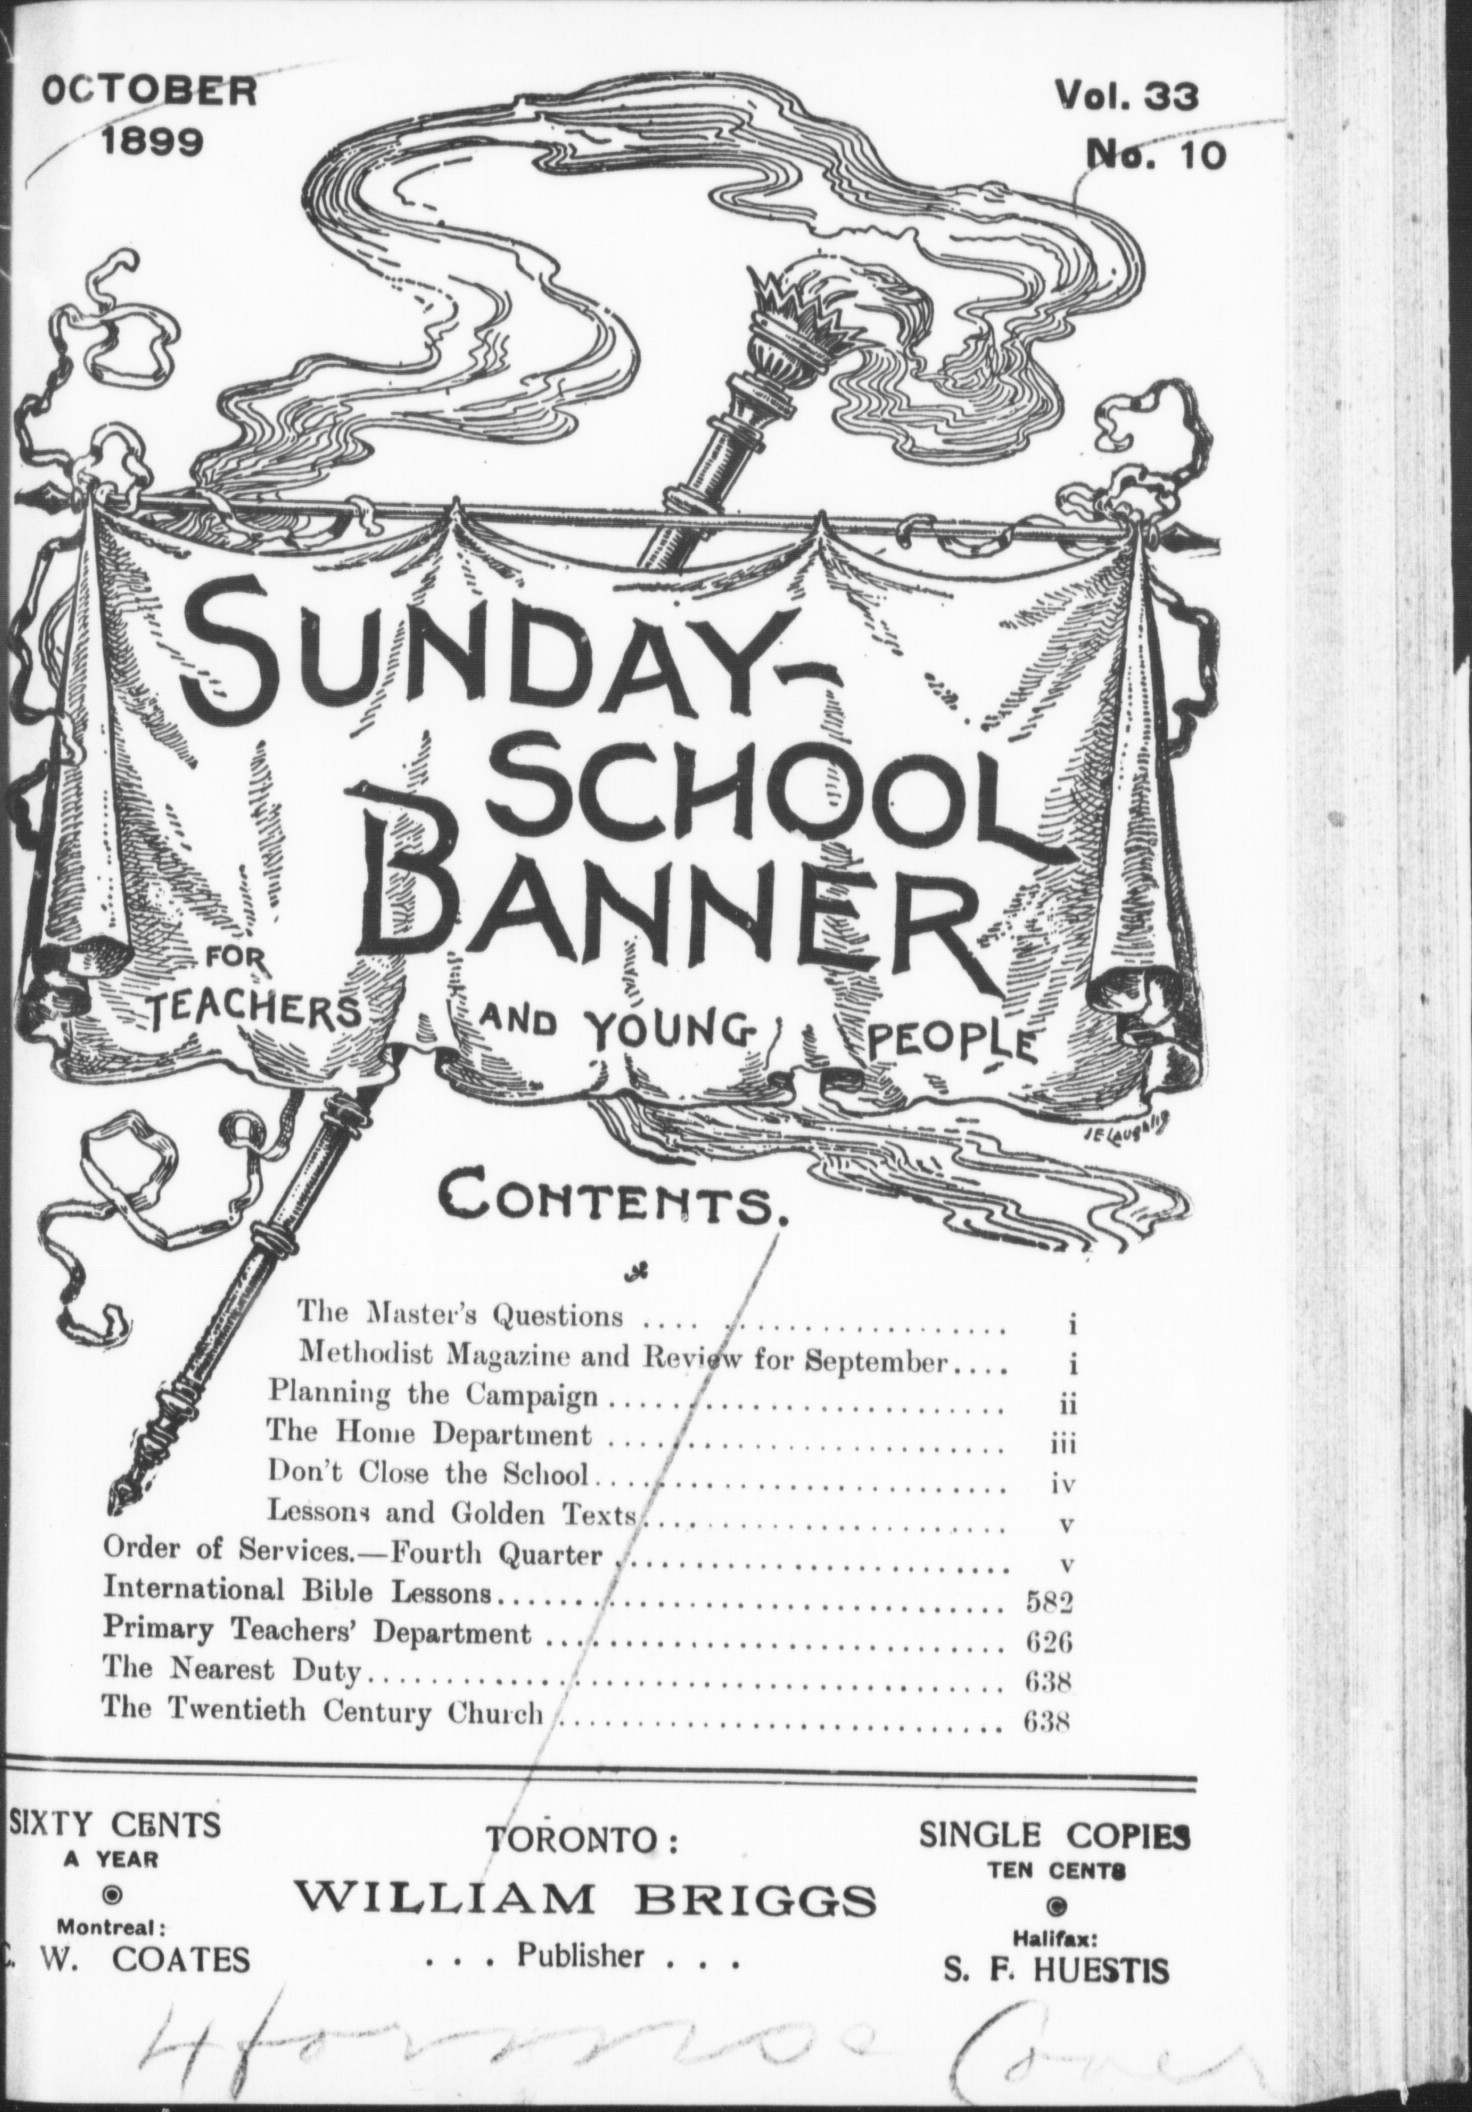 OCTOBER
1899
Vol. 33
No. 10
SUNDAY-
SCHOOL
BANNER
FOR
TEACHERS AND YOUNG PEOPLE
CONTENTS.
The Master's Questions .... .................. i
Methodist Magazine and Review for September.... i
Planning the Campaign ......................... ii
The Home Department ......................... iii
Don't Close the School.......................... iv
Lessons and Golden Texts....................... v
Order of Services.—Fourth Quarter ......................... v
International Bible Lessons................................. 582
Primary Teachers' Department .............................. 626
The Nearest Duty......................................... 638
The Twentieth Century Church ............................. 638
SIXTY CENTS
A YEAR
Montreal:
C. W. COATES
TORONTO:
WILLIAM BRIGGS
. . . Publisher . . .
SINGLE COPIES
TEN CENTS
Halifax:
S. F. HUESTIS
4 forms Cover